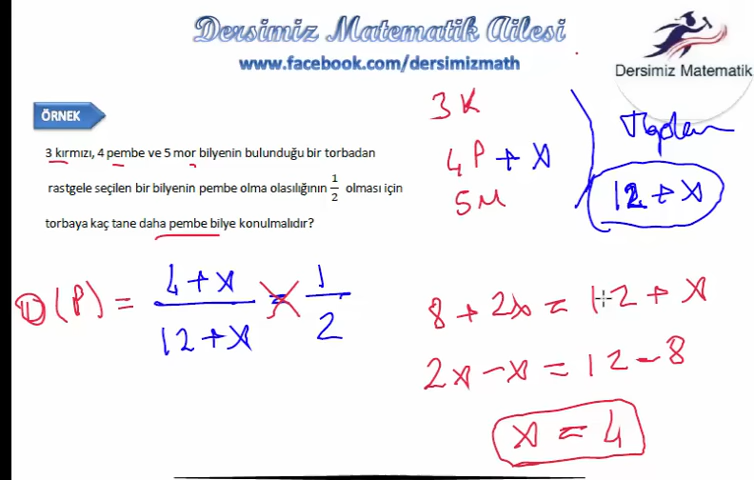 Dersimiz Matematik Ailesi
www.facebook.com/dersimizmath
Dersimiz Matematik
ÖRNEK
3 kırmızı, 4 pembe ve 5 mor bilyenin bulunduğu bir torbadan
rastgele seçilen bir bilyenin pembe olma olasılığının 1/2 olması için
torbaya kaç tane daha pembe bilye konulmalıdır?
3K
4P + x
5M
Toplam
12 + x
O(P) = 4+x/12+x = 1/2
8 + 2x = 12 + x
2x - x = 12 - 8
x = 4